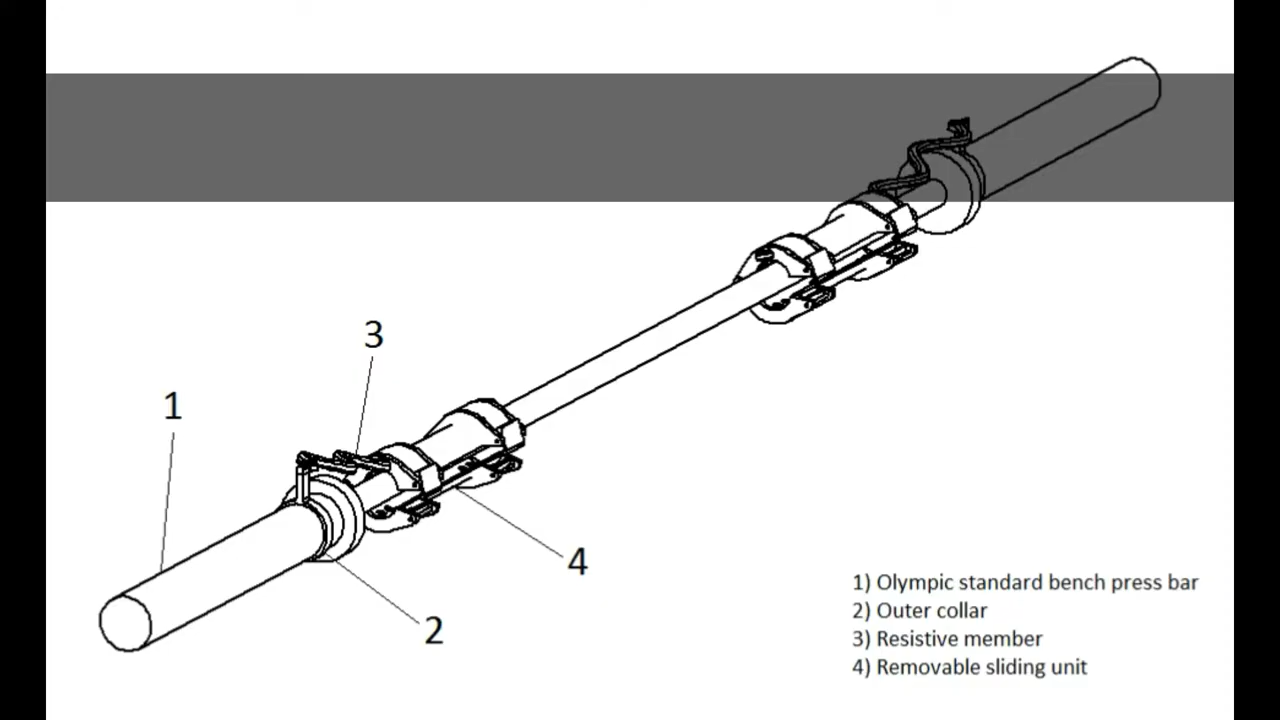 3
1
4
2
1) Olympic standard bench press bar
2) Outer collar
3) Resistive member
4) Removable sliding unit